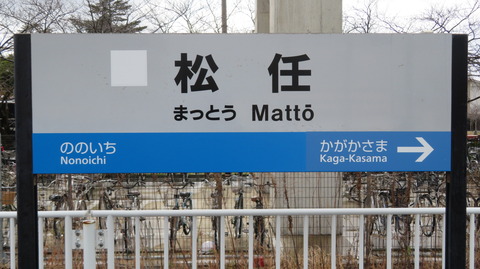 松任
まっとう Mattō
ののいち
Nonoichi
かがかさま
Kaga-Kasama